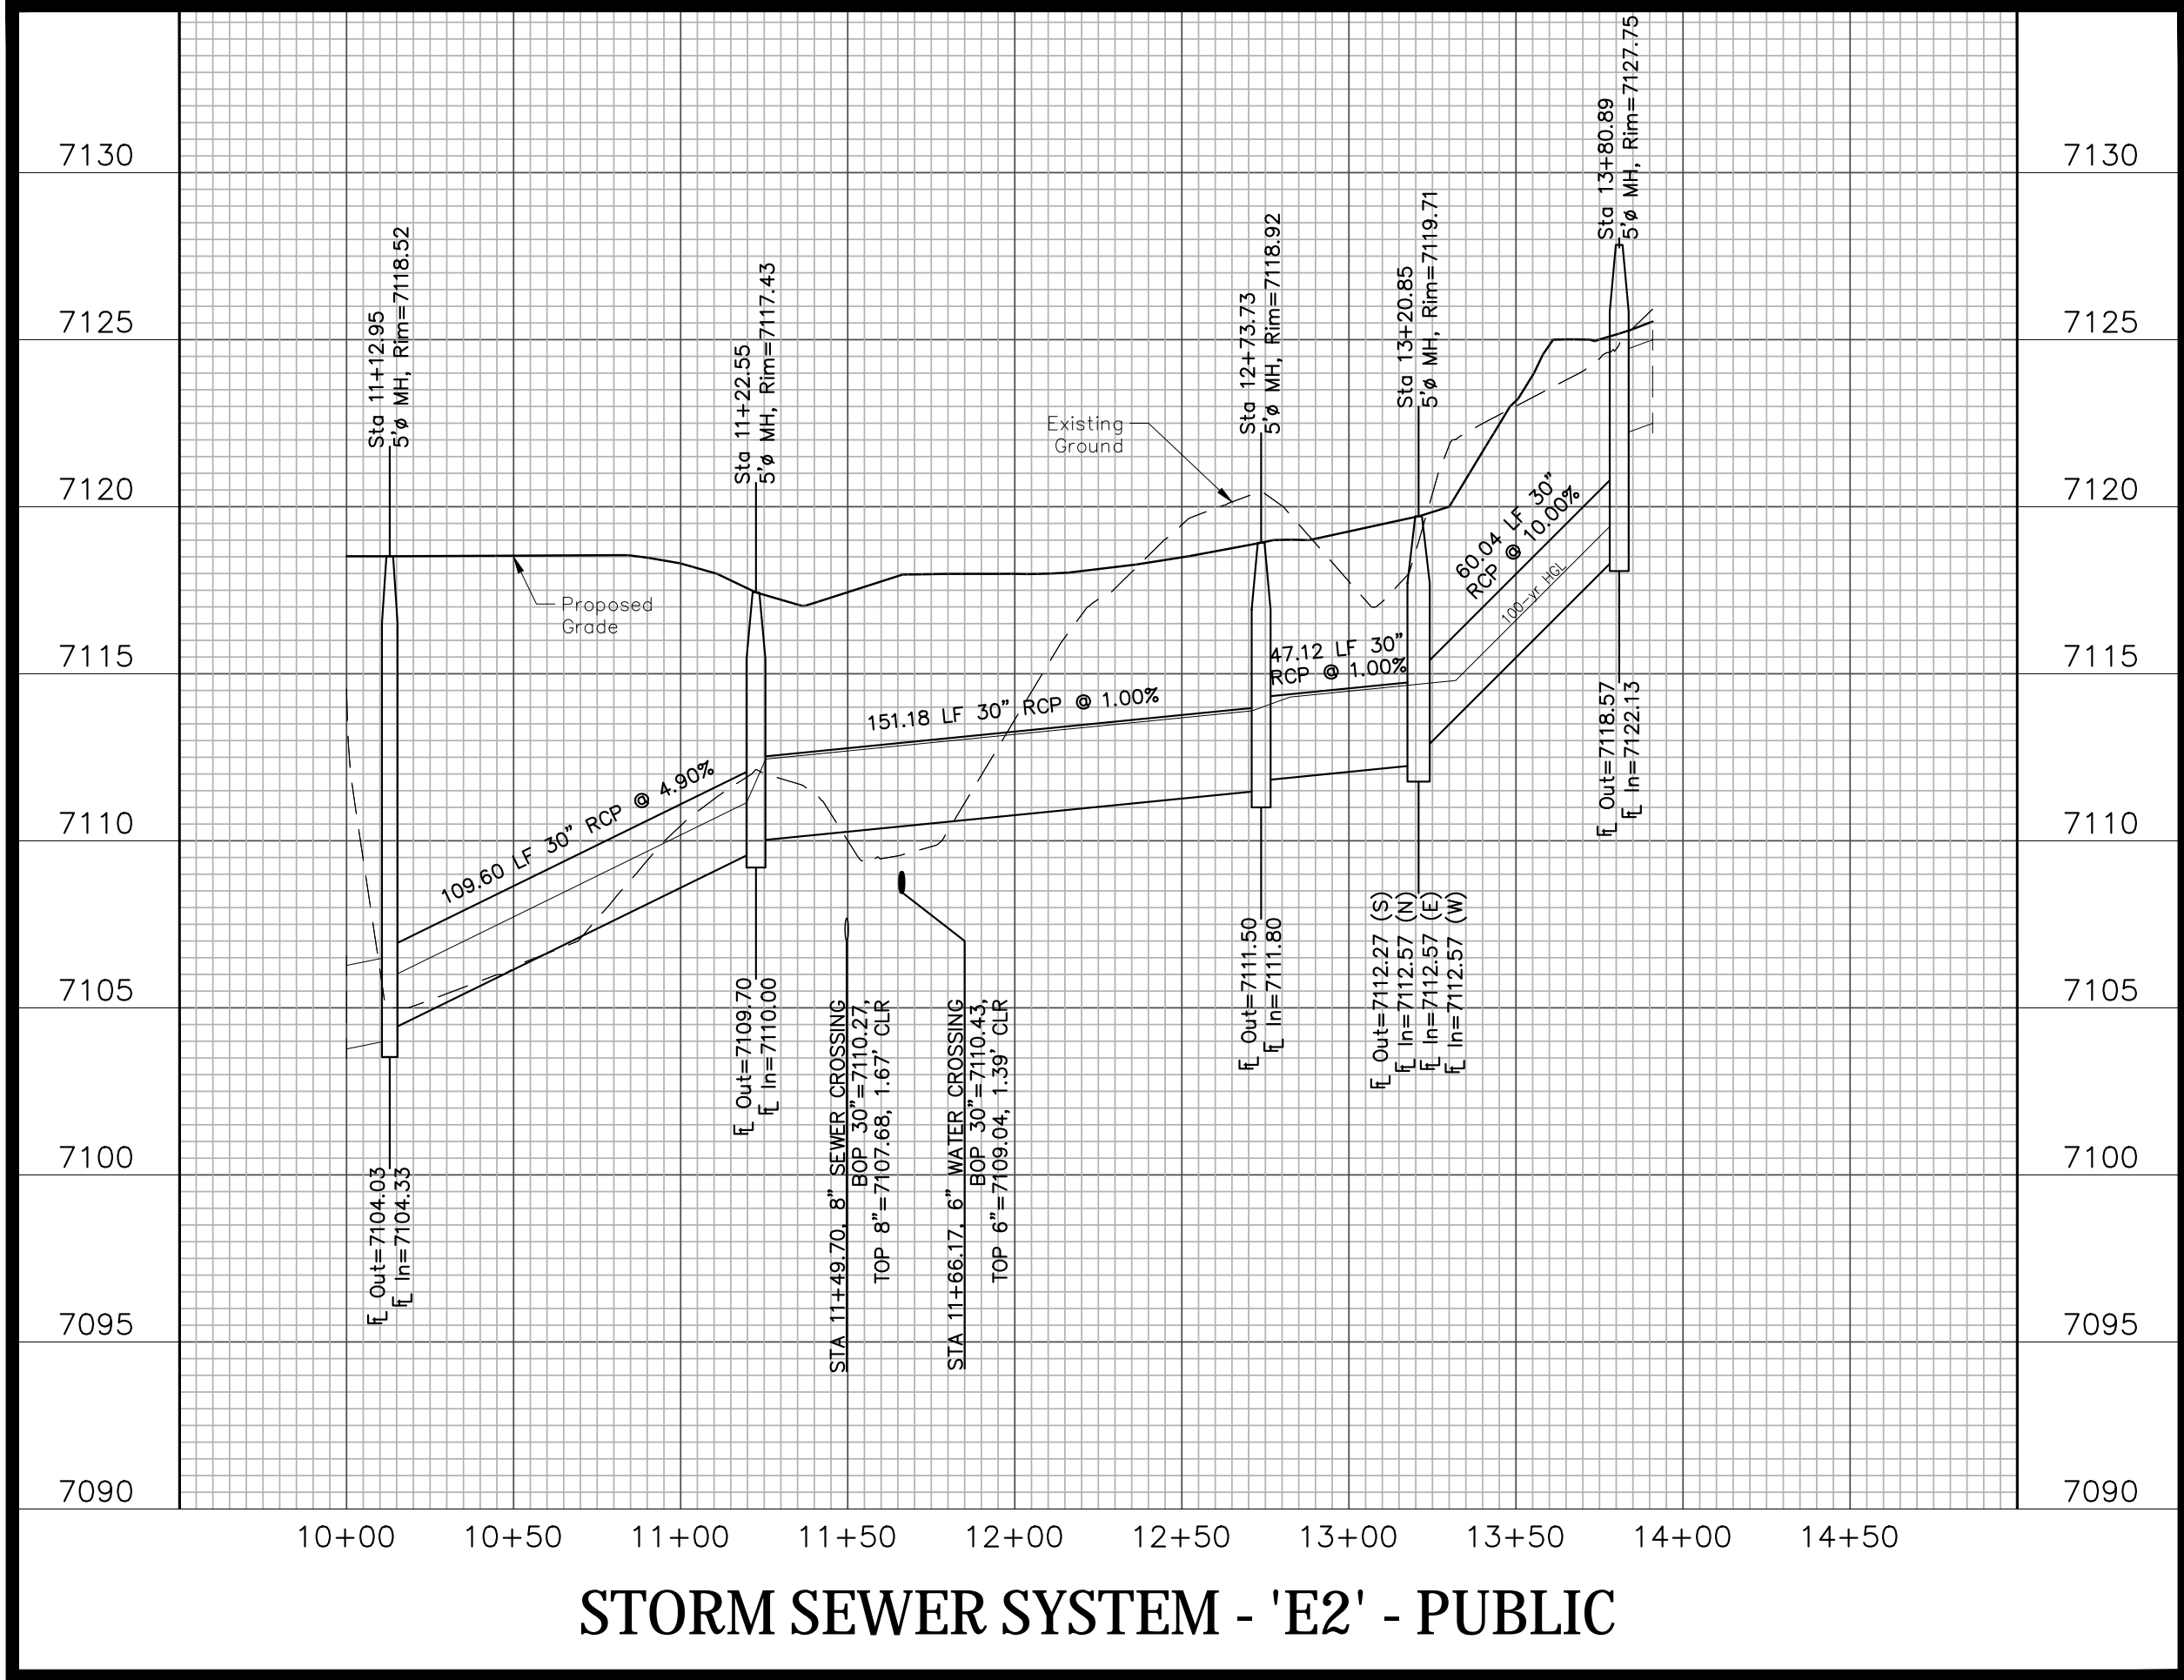 Sta 11+12.95
5'ø MH, Rim=7118.52
Sta 11+22.55
5'ø MH, Rim=7117.43
Sta 12+73.73
5'ø MH, Rim=7118.92
Sta 13+20.85
5'ø MH, Rim=7119.71
Sta 13+80.89
5'ø MH, Rim=7127.75
7130
7125
7120
7115
7110
7105
7100
7095
7090
7130
7125
7120
7115
7110
7105
7100
7095
7090
Existing
Ground
Proposed
Grade
109.60 LF 30" RCP @ 4.90%
151.18 LF 30" RCP @ 1.00%
47.12 LF 30"
RCP @ 1.00%
60.04 LF 30"
RCP @ 10.00%
100-yr HGL
FL Out=7104.03
FL In=7104.33
FL Out=7109.70
FL In=7110.00
STA 11+49.70, 8" SEWER CROSSING
BOP 30"=7110.27,
TOP 8"=7107.68, 1.67' CLR
STA 11+66.17, 6" WATER CROSSING
BOP 30"=7110.43,
TOP 6"=7109.04, 1.39' CLR
FL Out=7111.50
FL In=7111.80
FL Out=7112.27 (S)
FL In=7112.57 (N)
FL In=7112.57 (E)
FL In=7112.57 (W)
FL Out=7118.57
FL In=7122.13
10+00 10+50 11+00 11+50 12+00 12+50 13+00 13+50 14+00 14+50
STORM SEWER SYSTEM - 'E2' - PUBLIC